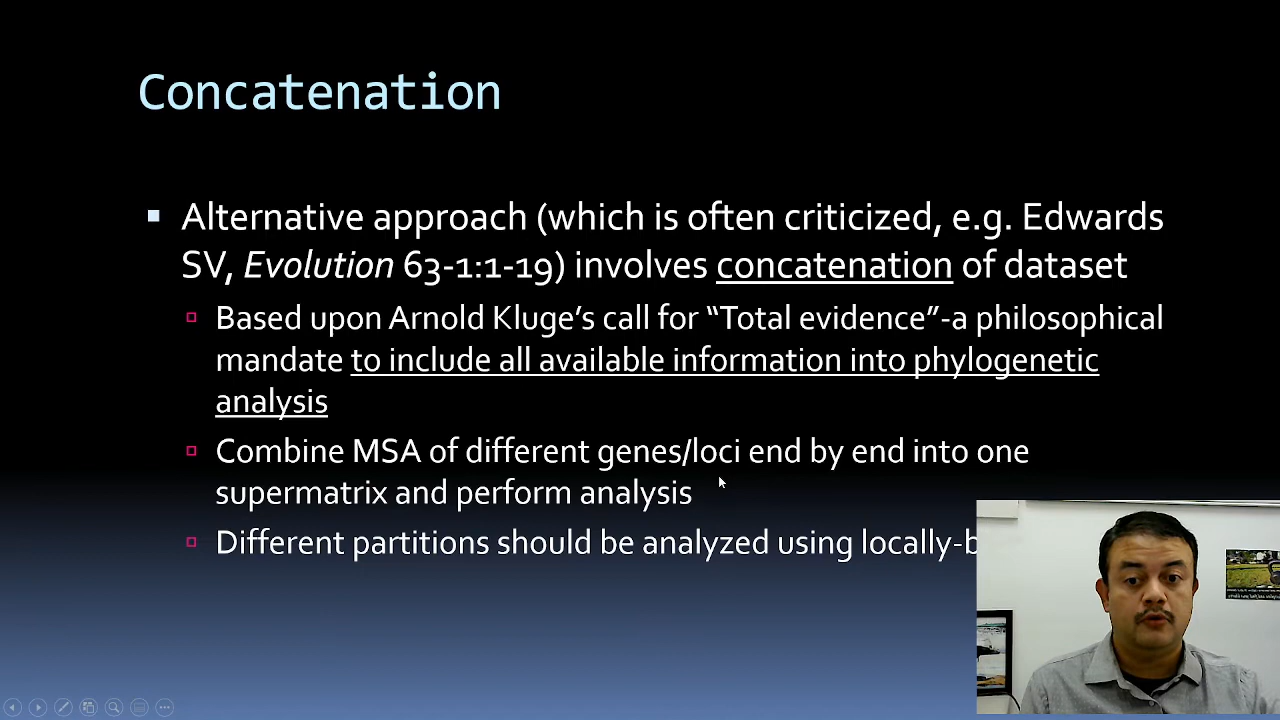 Concatenation
Alternative approach (which is often criticized, e.g. Edwards
SV, Evolution 63-1:1-19) involves concatenation of dataset
Based upon Arnold Kluge's call for “Total evidence”-a philosophical
mandate to include all available information into phylogenetic
analysis
Combine MSA of different genes/loci end by end into one
supermatrix and perform analysis
Different partitions should be analyzed using